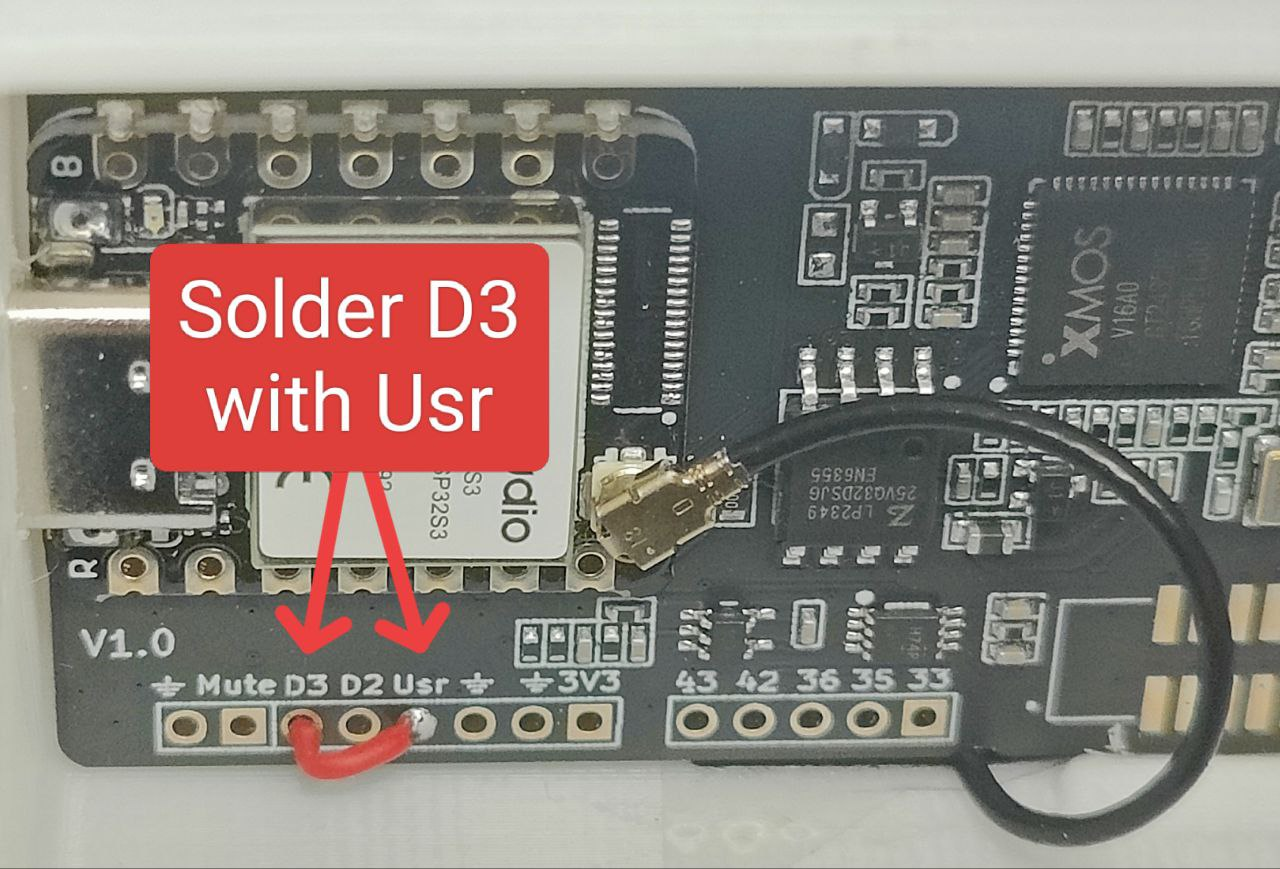 B
Solder D3
with Usr
XMOS
V16A0
LP2349
25VQ32DSJG
EN6355
R
V1.0
Mute D3 D2 Usr 3V3
43 42 36 35 33